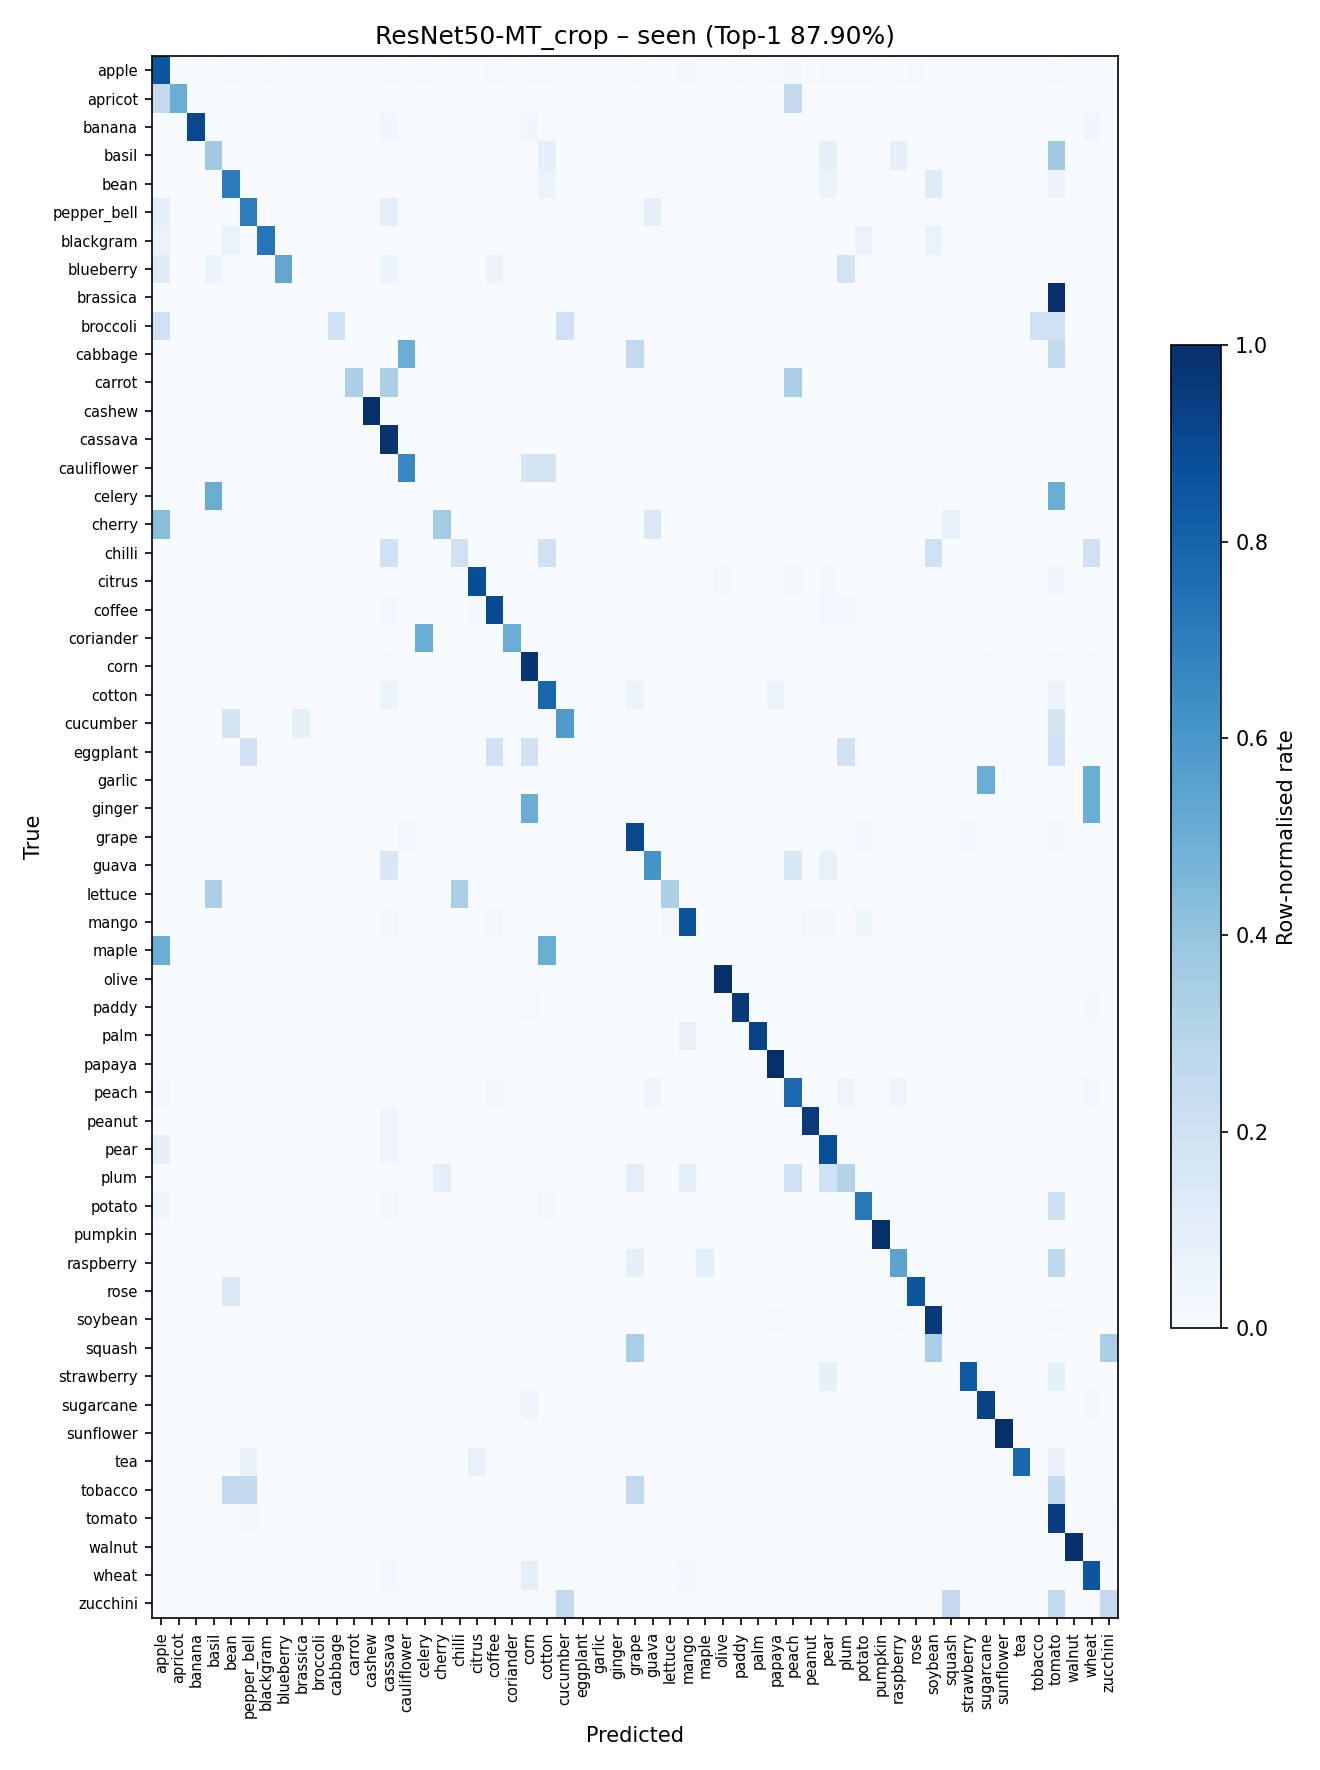 ResNet50-MT_crop – seen (Top-1 87.90%)
True
apple
apricot
banana
basil
bean
pepper_bell
blackgram
blueberry
brassica
broccoli
cabbage
carrot
cashew
cassava
cauliflower
celery
cherry
chilli
citrus
coffee
coriander
corn
cotton
cucumber
eggplant
garlic
ginger
grape
guava
lettuce
mango
maple
olive
paddy
palm
papaya
peach
peanut
pear
plum
potato
pumpkin
raspberry
rose
soybean
squash
strawberry
sugarcane
sunflower
tea
tobacco
tomato
walnut
wheat
zucchini
apple
apricot
banana
basil
bean
pepper_bell
blackgram
blueberry
brassica
broccoli
cabbage
carrot
cashew
cassava
cauliflower
celery
cherry
chilli
citrus
coffee
coriander
corn
cotton
cucumber
eggplant
garlic
ginger
grape
guava
lettuce
mango
maple
olive
paddy
palm
papaya
peach
peanut
pear
plum
potato
pumpkin
raspberry
rose
soybean
squash
strawberry
sugarcane
sunflower
tea
tobacco
tomato
walnut
wheat
zucchini
Predicted
1.0
0.8
0.6
0.4
0.2
0.0
Row-normalised rate